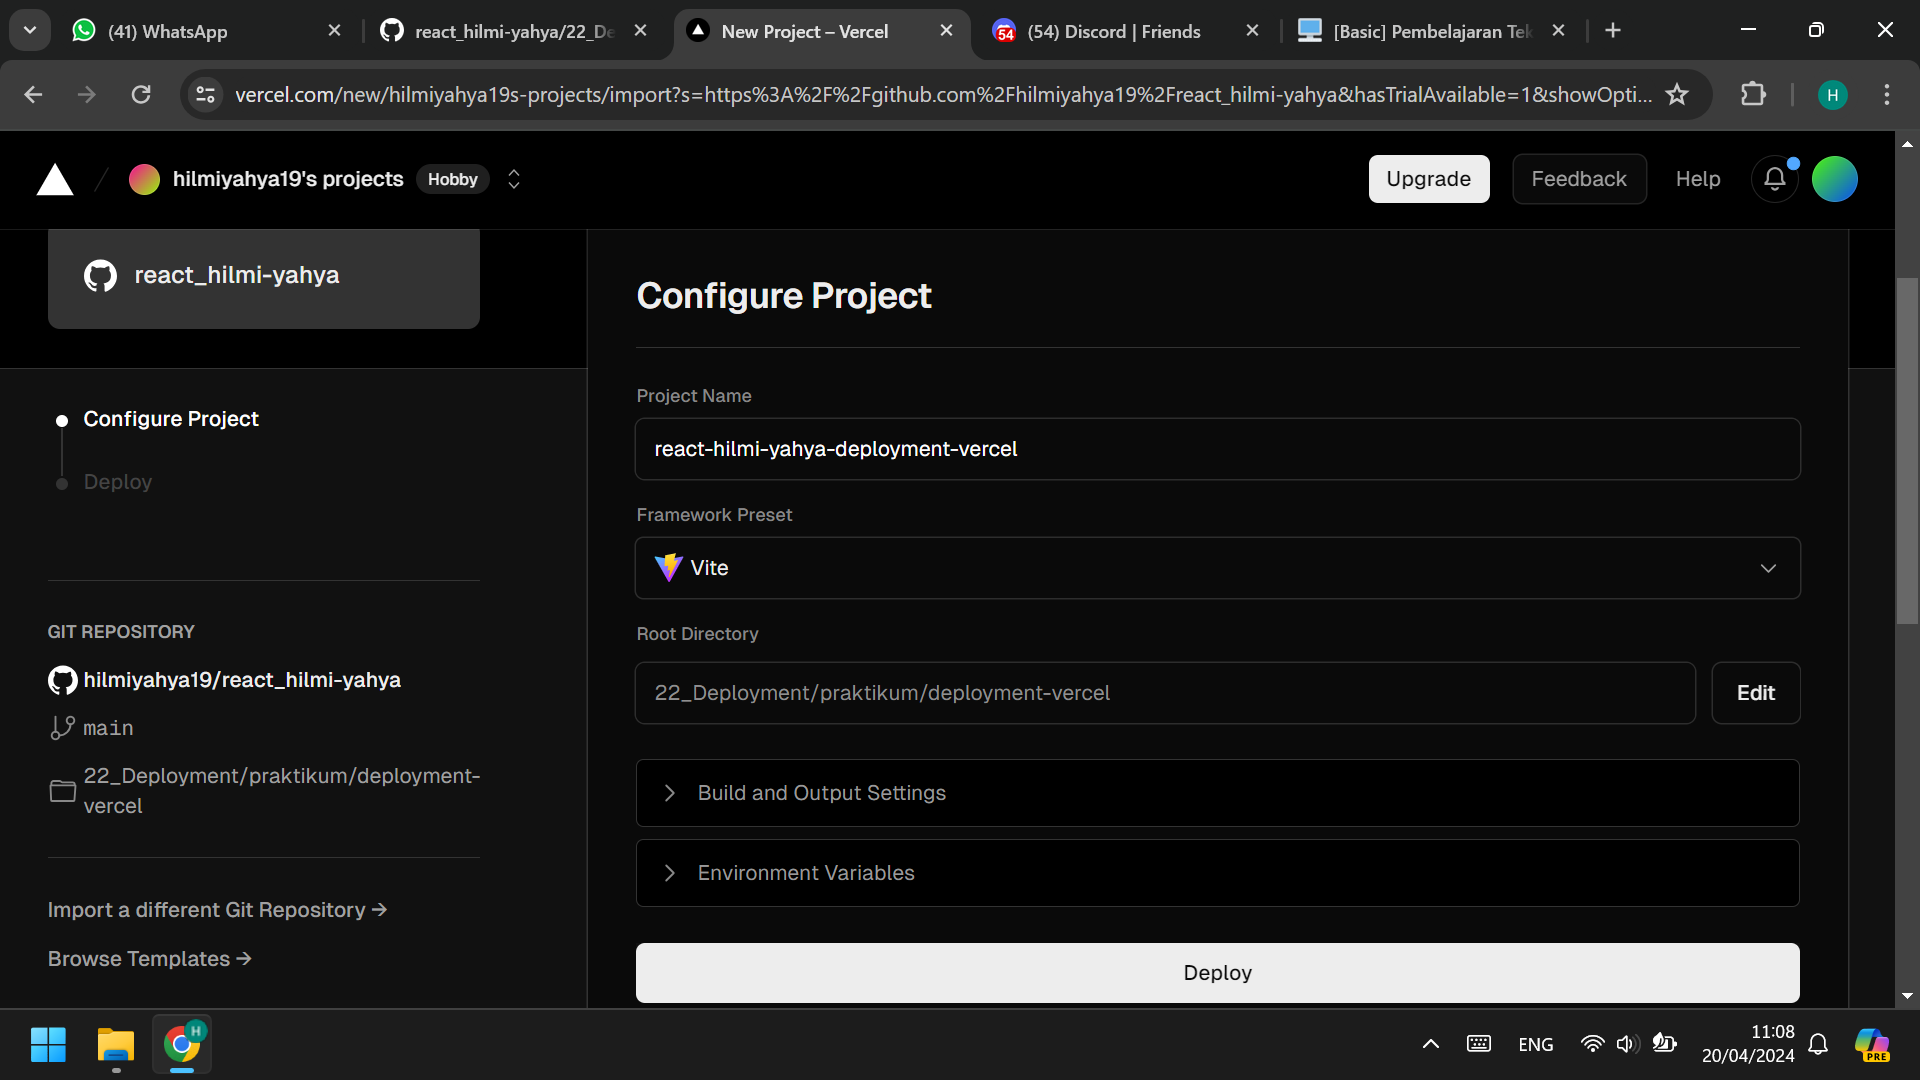 (41) WhatsApp
react_hilmi-yahya/22_De
New Project – Vercel
54
(54) Discord | Friends
[Basic] Pembelajaran Tek
vercel.com/new/hilmiyahya19s-projects/import?s=https%3A%2F%2Fgithub.com%2Fhilmiyahya19%2Freact_hilmi-yahya&hasTrialAvailable=1&showOpti...
H
hilmiyahya19's projects
Hobby
Upgrade
Feedback
Help
react_hilmi-yahya
Configure Project
Deploy
GIT REPOSITORY
hilmiyahya19/react_hilmi-yahya
main
22_Deployment/praktikum/deployment-
vercel
Import a different Git Repository →
Browse Templates →
Configure Project
Project Name
react-hilmi-yahya-deployment-vercel
Framework Preset
Vite
Root Directory
22_Deployment/praktikum/deployment-vercel
Edit
Build and Output Settings
Environment Variables
Deploy
H
ENG
11:08
20/04/2024
PRE